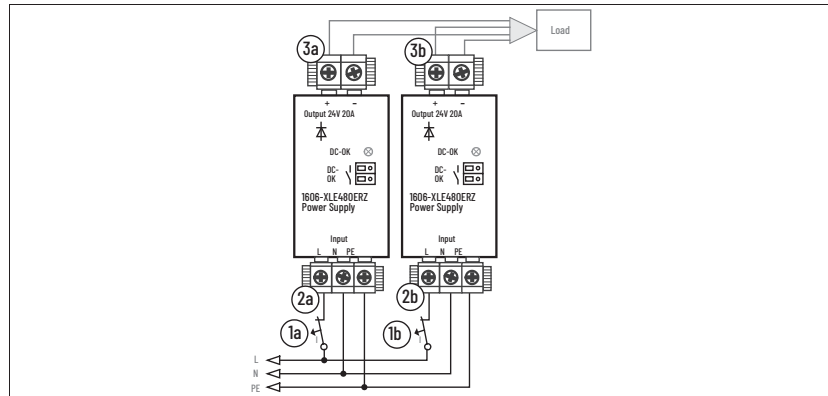 Load
3a
3b
+ −
Output 24V 20A
DC-OK
DC-
OK
1606-XLE480ERZ
Power Supply
Input
L N PE
+ −
Output 24V 20A
DC-OK
DC-
OK
1606-XLE480ERZ
Power Supply
Input
L N PE
2a
2b
1a
1b
I
I
L
N
PE